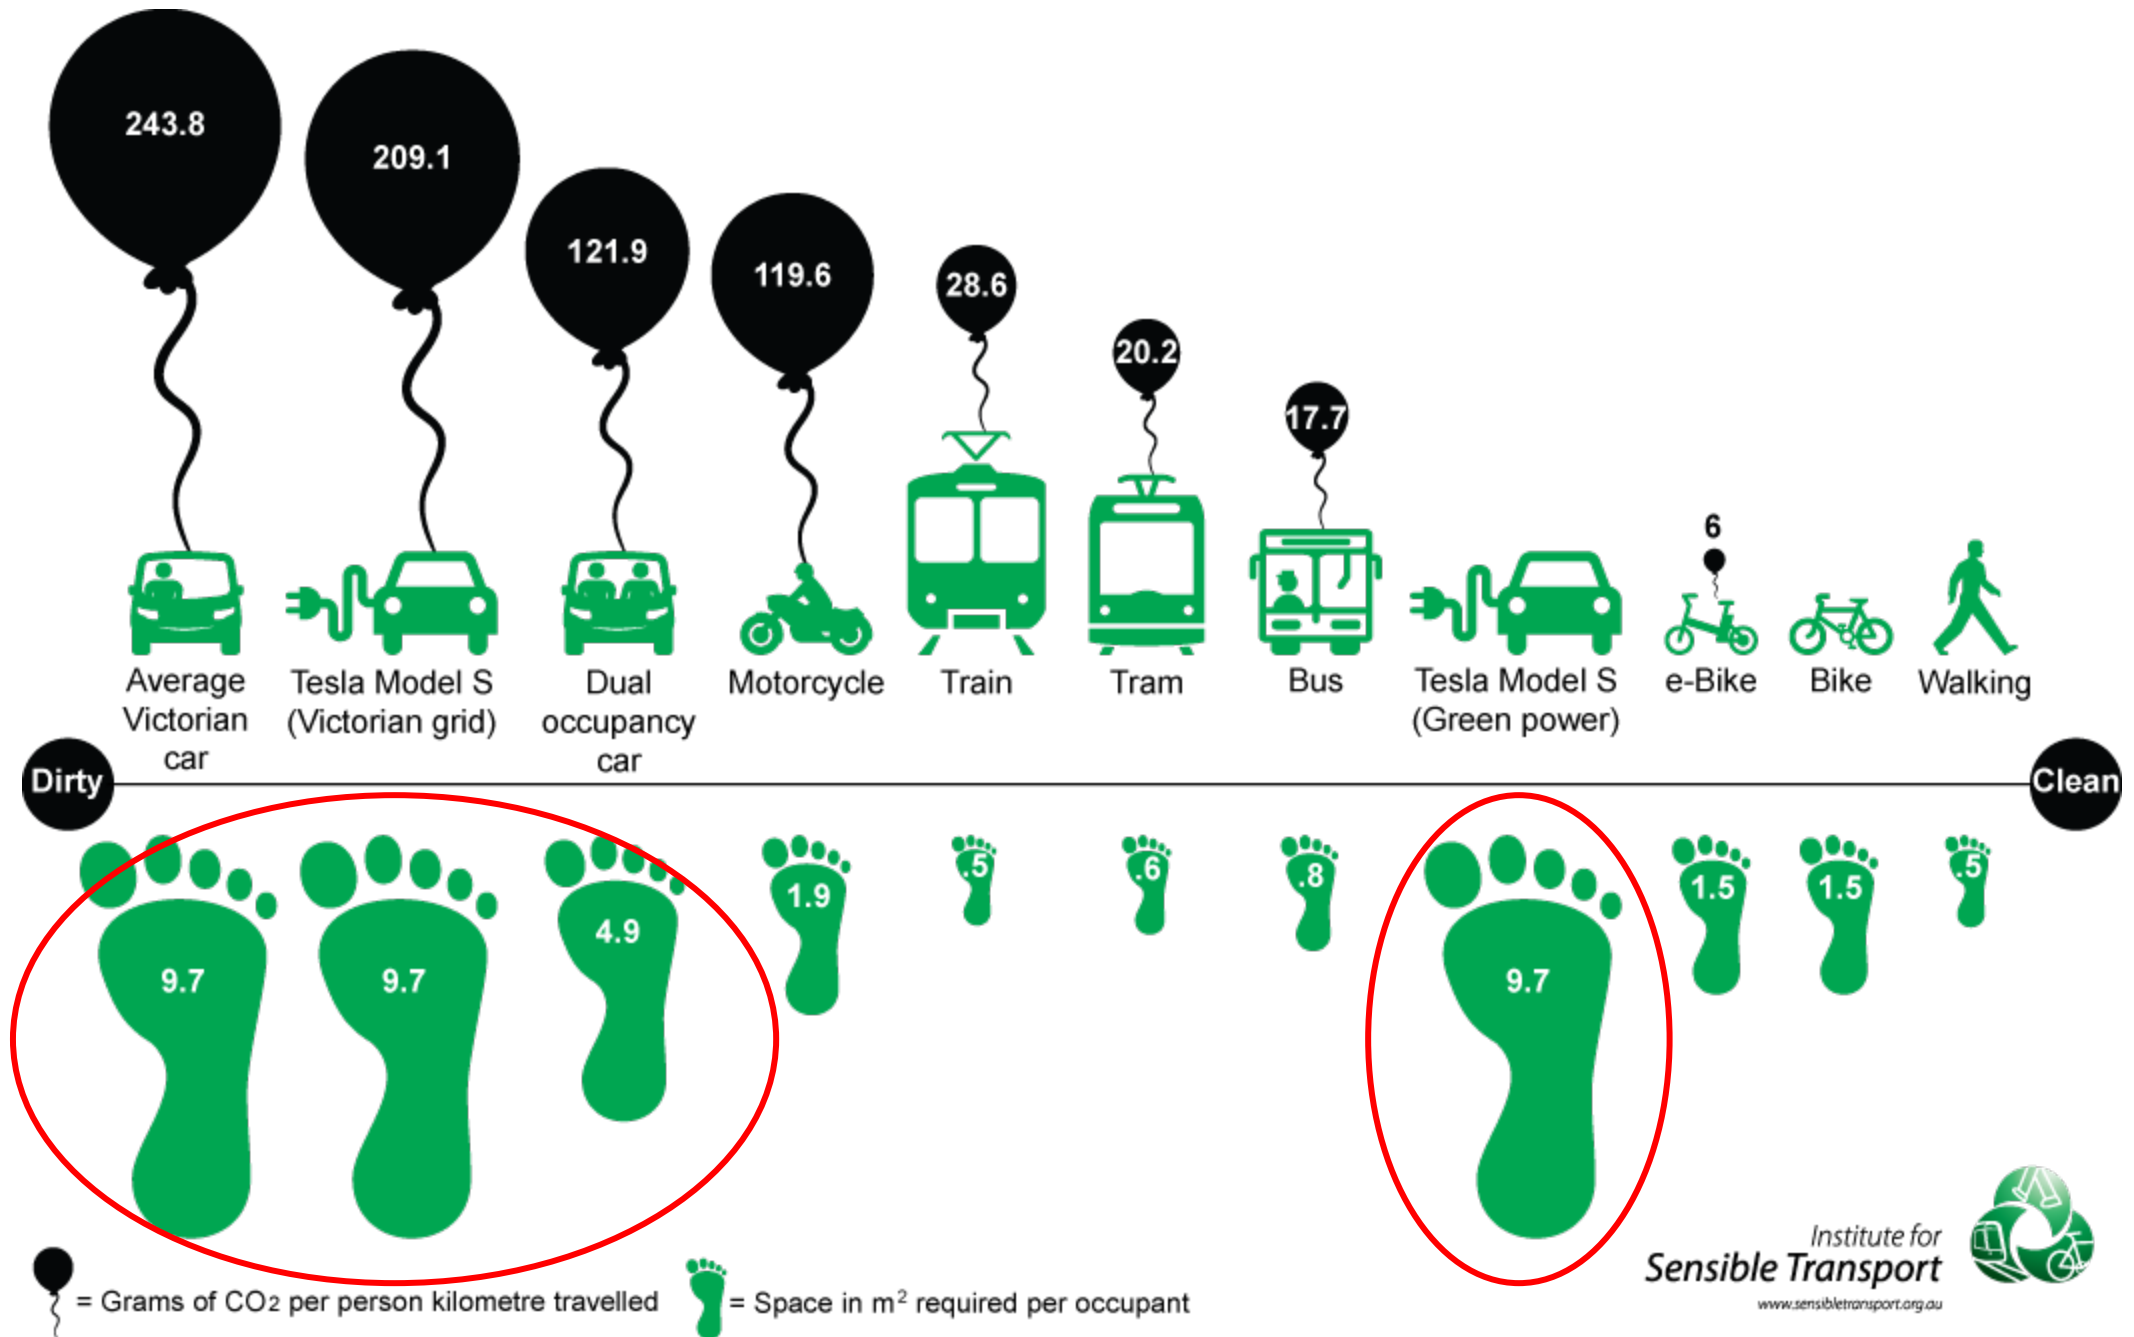 243.8
209.1
121.9
119.6
28.6
20.2
17.7
6
Average
Victorian
car
Tesla Model S
(Victorian grid)
Dual
occupancy
car
Motorcycle
Train
Tram
Bus
Tesla Model S
(Green power)
e-Bike
Bike
Walking
Dirty
Clean
9.7
9.7
4.9
1.9
.5
.6
.8
9.7
1.5
1.5
.5
= Grams of CO2 per person kilometre travelled
= Space in m² required per occupant
Institute for
Sensible Transport
www.sensibletransport.org.au